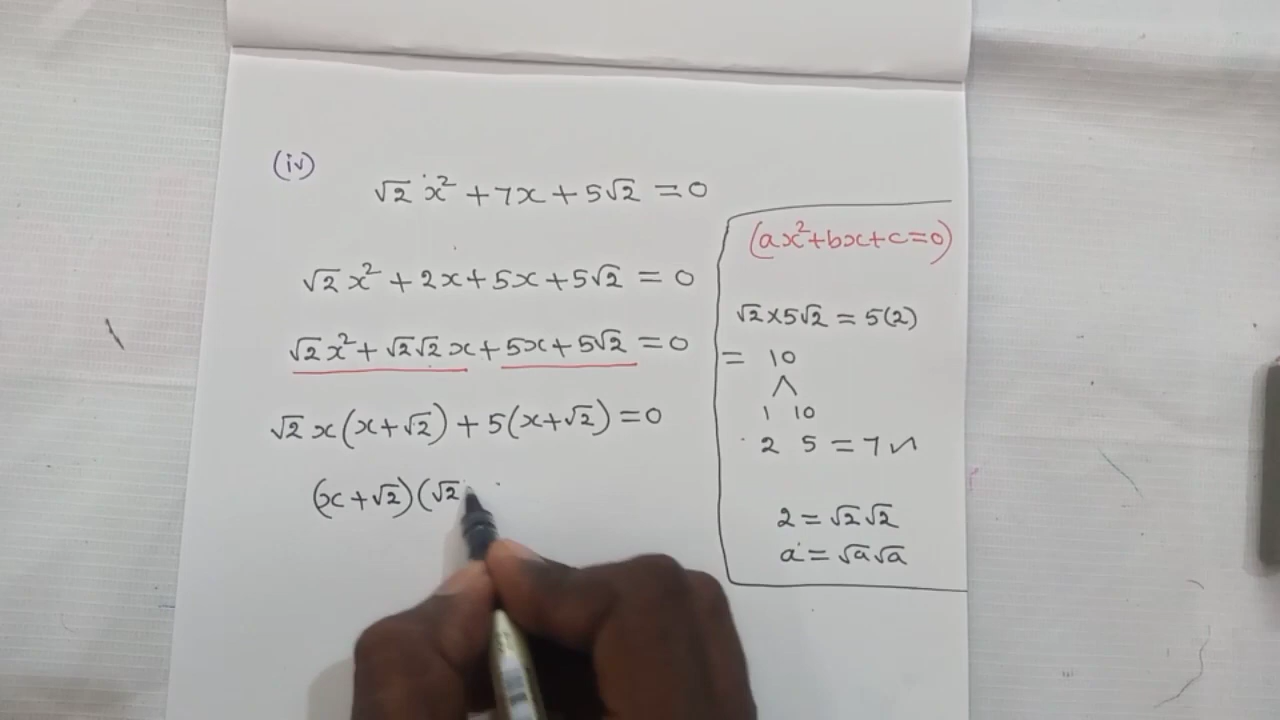 (iv)
√2 x² + 7x + 5√2 = 0
√2 x² + 2x + 5x + 5√2 = 0
√2 x² + √2√2 x + 5x + 5√2 = 0
√2 x(x+√2) + 5(x+√2) = 0
(x+√2)(√2
(ax²+bx+c=0)
√2×5√2 = 5(2)
= 10
∧
1 10
2 5 = 7 ✓
2 = √2√2
a = √a√a